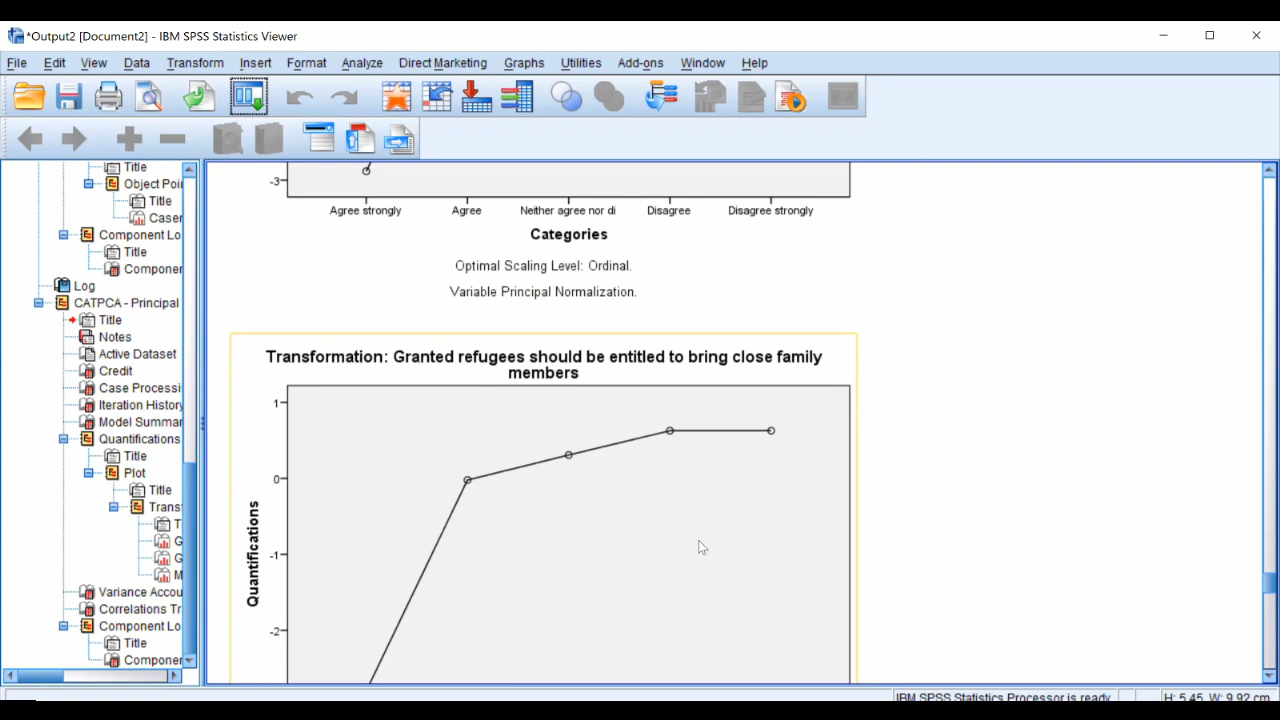 *Output2 [Document2] - IBM SPSS Statistics Viewer
File Edit View Data Transform Insert Format Analyze Direct Marketing Graphs Utilities Add-ons Window Help
Title
Object Poi
Title
Caser
Component Lo
Title
Componer
Log
CATPCA - Principal
Title
Notes
Active Dataset
Credit
Case Processi
Iteration History
Model Summar
Quantifications
Title
Plot
Title
Trans
T
G
G
M
Variance Accou
Correlations Tr
Component Lo
Title
Componer
-3
Agree strongly Agree Neither agree nor di Disagree Disagree strongly
Categories
Optimal Scaling Level: Ordinal.
Variable Principal Normalization.
Transformation: Granted refugees should be entitled to bring close family
members
1
0
-1
-2
Quantifications
IBM SPSS Statistics Processor is ready
H: 5.45, W: 9.92 cm